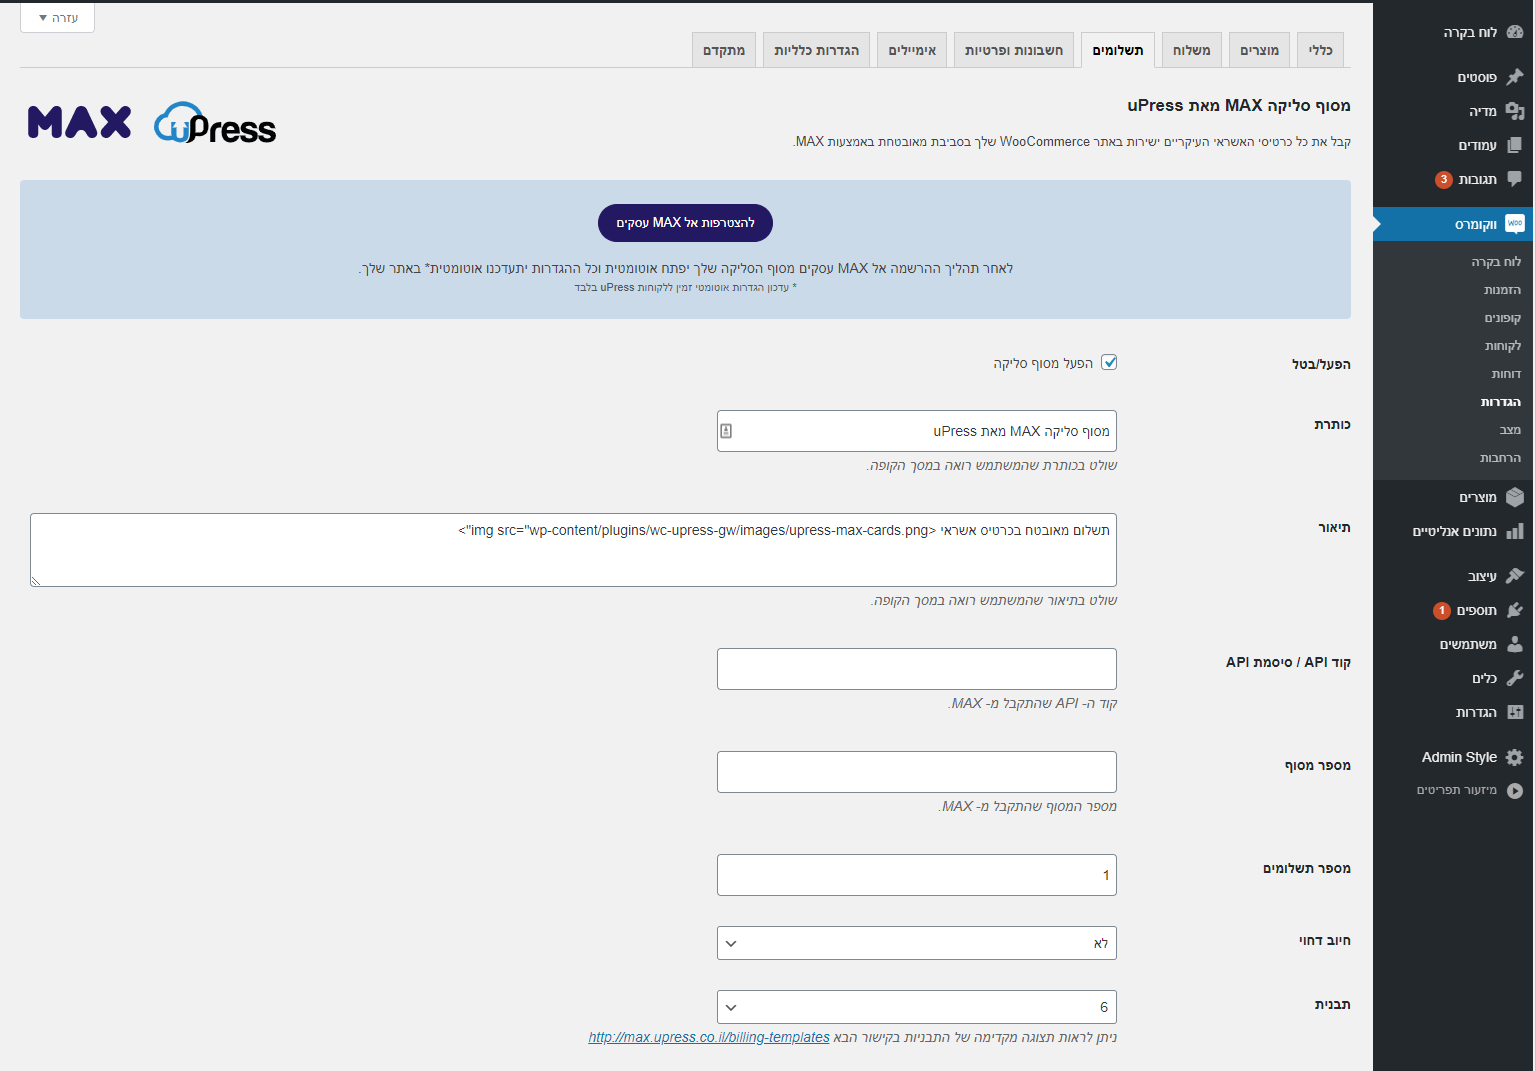 לוח בקרה
פוסטים
מדיה
עמודים
תגובות 3
ווקומרס
לוח בקרה
הזמנות
קופונים
לקוחות
דוחות
הגדרות
מצב
הרחבות
מוצרים
נתונים אנליטיים
עיצוב
תוספים 1
משתמשים
כלים
הגדרות
Admin Style
מיזעור תפריטים
עזרה
כללי מוצרים משלוח תשלומים חשבונות ופרטיות אימיילים הגדרות כלליות מתקדם
מסוף סליקה MAX מאת uPress
uPress MAX
קבל את כל כרטיסי האשראי העיקריים ישירות באתר WooCommerce שלך בסביבת מאובטחת באמצעות MAX.
להצטרפות אל MAX עסקים
לאחר תהליך ההרשמה אל MAX עסקים מסוף הסליקה שלך יפתח אוטומטית וכל ההגדרות יתעדכנו אוטומטית* באתר שלך.
* עדכון הגדרות אוטומטי זמין ללקוחות uPress בלבד
הפעל/בטל
הפעל מסוף סליקה
כותרת
מסוף סליקה MAX מאת uPress
שולט בכותרת שהמשתמש רואה במסך הקופה.
תיאור
תשלום מאובטח בכרטיס אשראי <img src="wp-content/plugins/wc-upress-gw/images/upress-max-cards.png">
שולט בתיאור שהמשתמש רואה במסך הקופה.
קוד API / סיסמת API
קוד ה- API שהתקבל מ- MAX.
מספר מסוף
מספר המסוף שהתקבל מ- MAX.
מספר תשלומים
1
חיוב דחוי
לא
תבנית
6
ניתן לראות תצוגה מקדימה של התבניות בקישור הבא http://max.upress.co.il/billing-templates